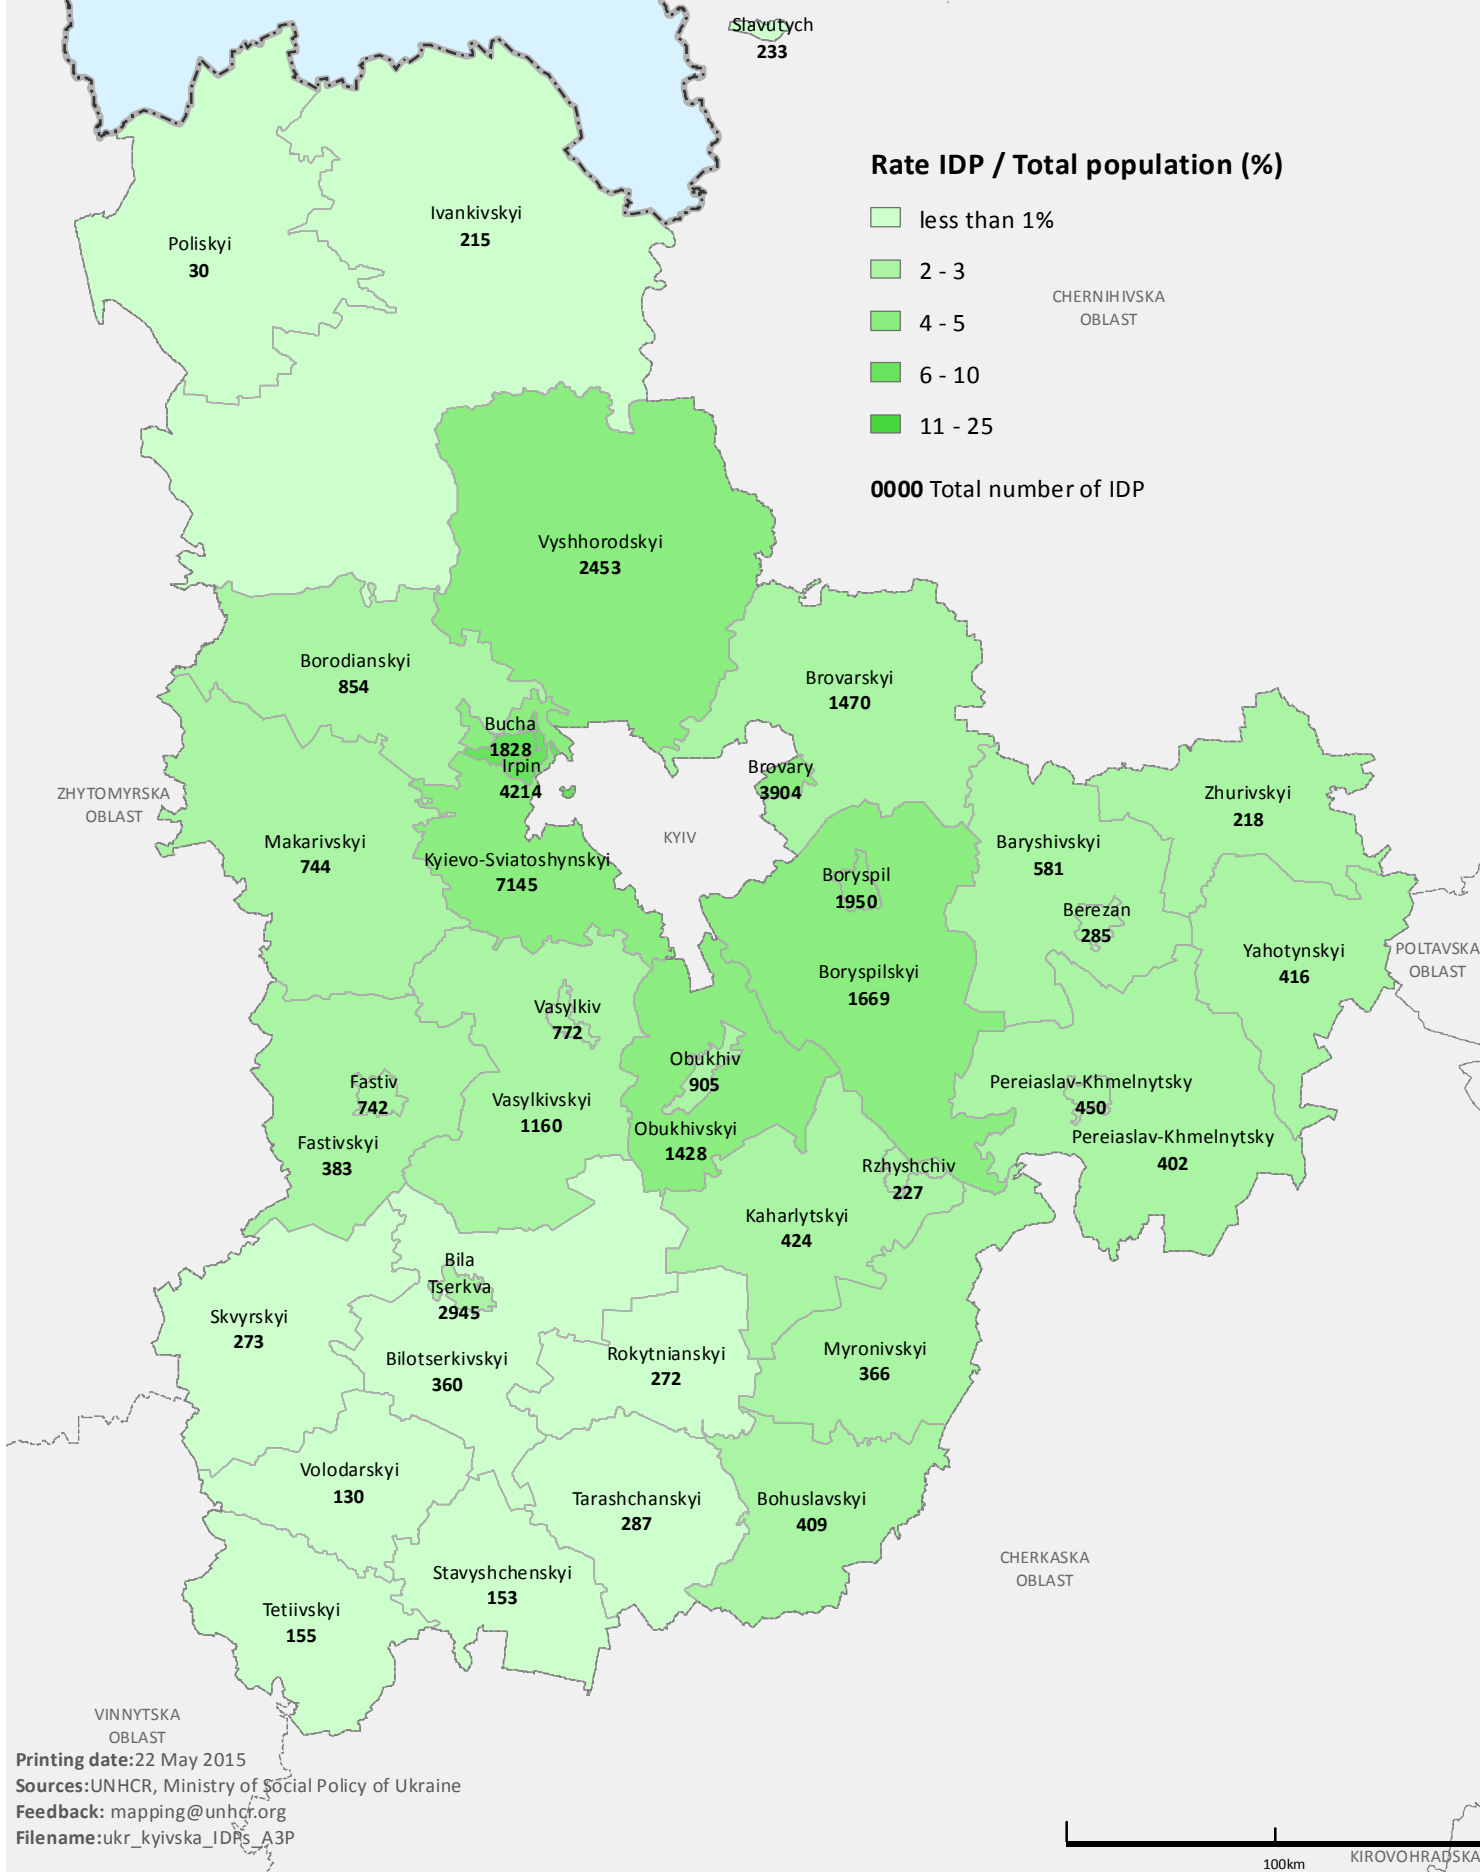 Slavutych
233
Rate IDP / Total population (%)
less than 1%
2 - 3
4 - 5
6 - 10
11 - 25
0000 Total number of IDP
CHERNIHIVSKA
OBLAST
Ivankivskyi
215
Poliskyi
30
Vyshhorodskyi
2453
Borodianskyi
854
Brovarskyi
1470
Bucha
1828
Irpin
4214
Brovary
3904
ZHYTOMYRSKA
OBLAST
Zhurivskyi
218
KYIV
Makarivskyi
744
Baryshivskyi
581
Kyievo-Sviatoshynskyi
7145
Boryspil
1950
Berezan
285
Yahotynskyi
416
POLTAVSKA
OBLAST
Boryspilskyi
1669
Vasylkiv
772
Obukhiv
905
Fastiv
742
Pereiaslav-Khmelnytsky
450
Vasylkivskyi
1160
Obukhivskyi
1428
Fastivskyi
383
Pereiaslav-Khmelnytsky
402
Rzhyshchiv
227
Kaharlytskyi
424
Bila
Tserkva
2945
Skvyrskyi
273
Bilotserkivskyi
360
Rokytnianskyi
272
Myronivskyi
366
Volodarskyi
130
Tarashchanskyi
287
Bohuslavskyi
409
CHERKASKA
OBLAST
Stavyshchenskyi
153
Tetiivskyi
155
VINNYTSKA
OBLAST
Printing date:22 May 2015
Sources:UNHCR, Ministry of Social Policy of Ukraine
Feedback: mapping@unhcr.org
Filename:ukr_kyivska_IDPs_A3P
100km
KIROVOHRADSKA